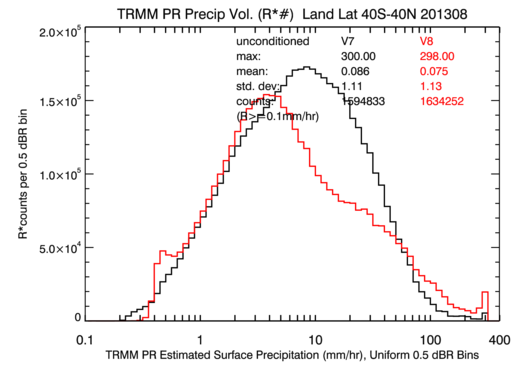 TRMM PR Precip Vol. (R*#) Land Lat 40S-40N 201308
unconditioned V7 V8
max: 300.00 298.00
mean: 0.086 0.075
std. dev: 1.11 1.13
counts: 1594833 1634252
(R>=0.1mm/hr)
2.0×10⁵
1.5×10⁵
1.0×10⁵
5.0×10⁴
0
R*counts per 0.5 dBR bin
0.1 1 10 100 400
TRMM PR Estimated Surface Precipitation (mm/hr), Uniform 0.5 dBR Bins